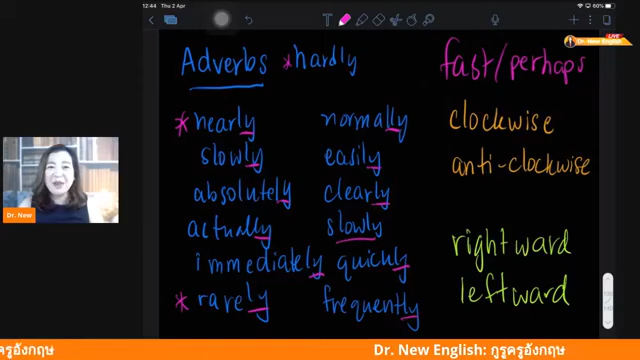 12:44 Thu 2 Apr
77%
LIVE
Dr. New English
Adverbs *hardly
fast/perhaps
*nearly normally
clockwise
slowly easily
anti-clockwise
absolutely clearly
actually slowly
rightward
immediately quickly
leftward
*rarely frequently
Dr. New
ครูอังกฤษ
Dr. New English: กูรูครูอังกฤษ